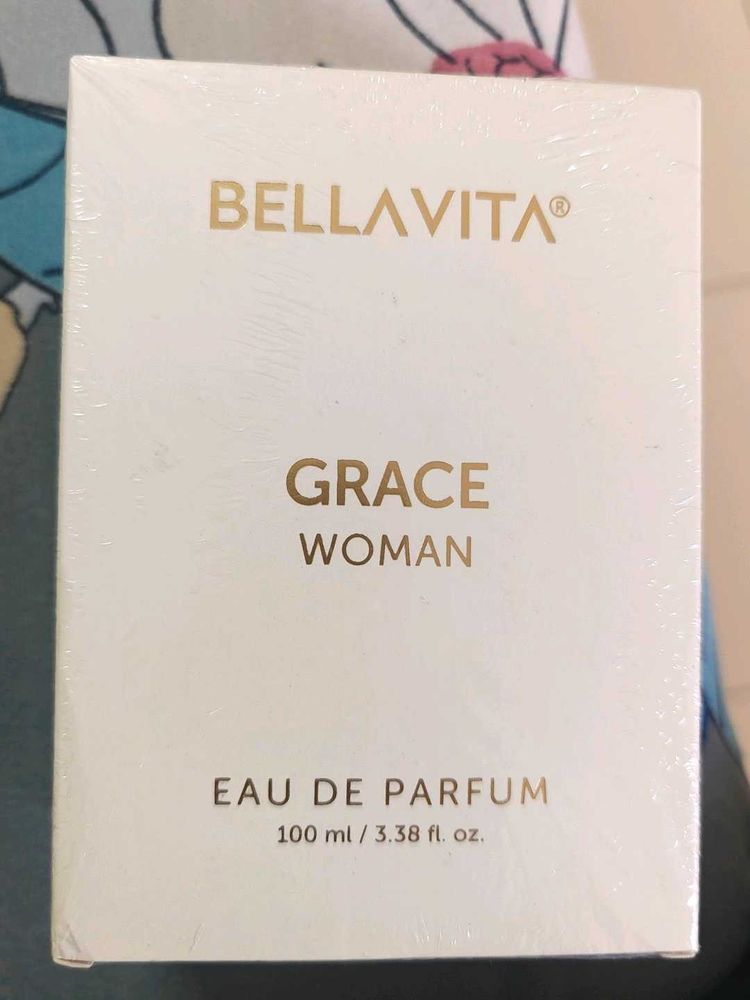 BELLAVITA®
GRACE
WOMAN
EAU DE PARFUM
100 ml / 3.38 fl. oz.